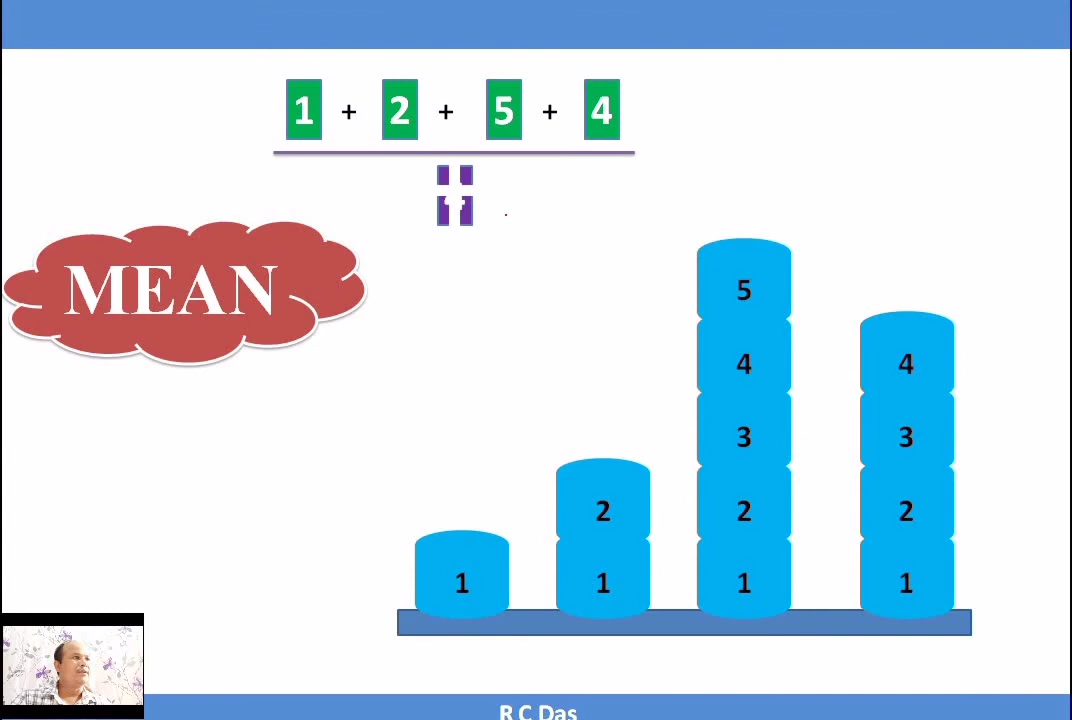 1 + 2 + 5 + 4
MEAN
5
4 4
3 3
2 2 2
1 1 1 1
R C Das